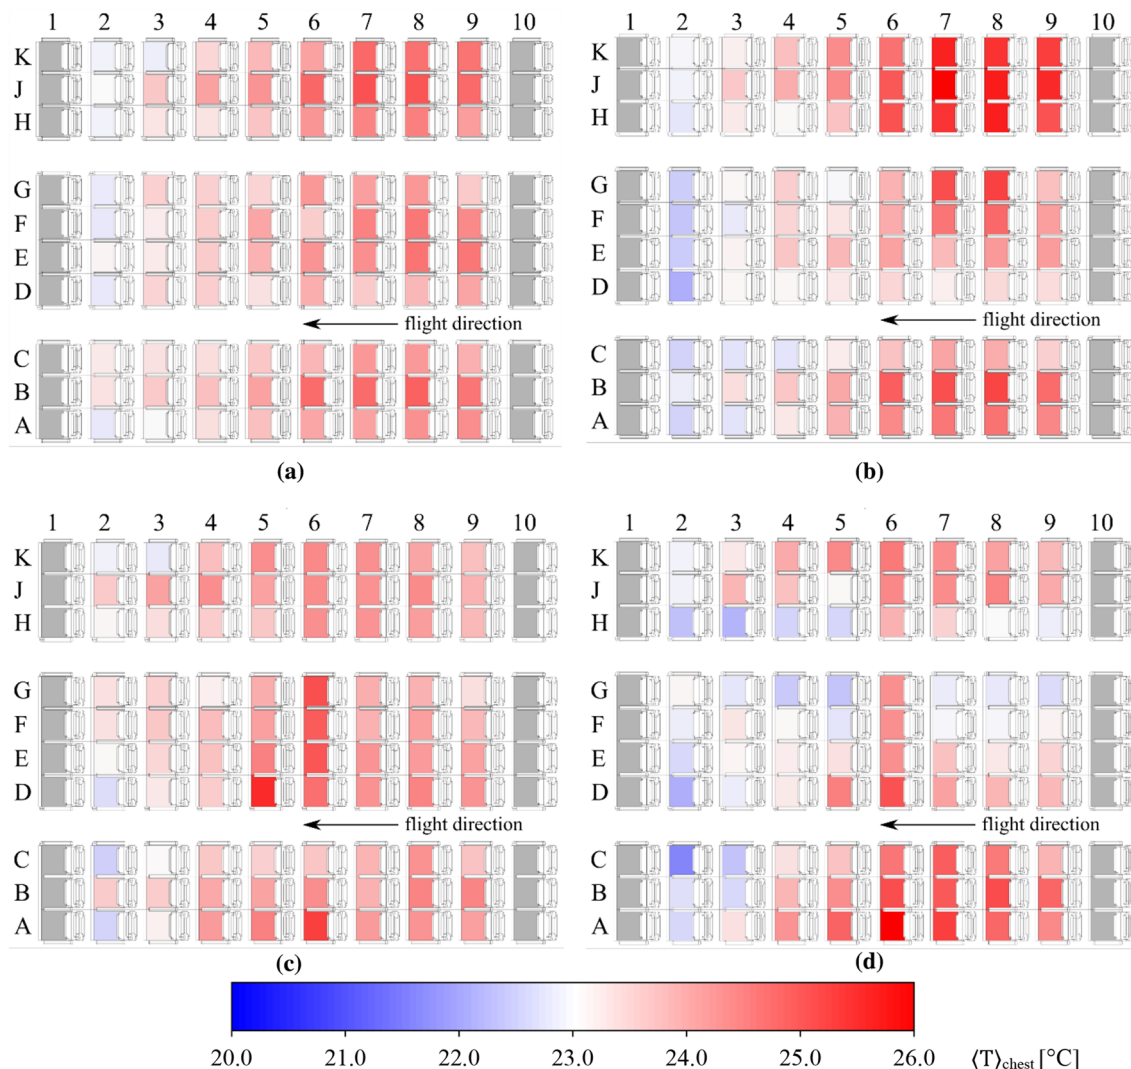 1 2 3 4 5 6 7 8 9 10
K
J
H
G
F
E
D
flight direction
C
B
A
(a)
1 2 3 4 5 6 7 8 9 10
K
J
H
G
F
E
D
flight direction
C
B
A
(b)
1 2 3 4 5 6 7 8 9 10
K
J
H
G
F
E
D
flight direction
C
B
A
(c)
1 2 3 4 5 6 7 8 9 10
K
J
H
G
F
E
D
flight direction
C
B
A
(d)
20.0 21.0 22.0 23.0 24.0 25.0 26.0 ⟨T⟩chest [°C]